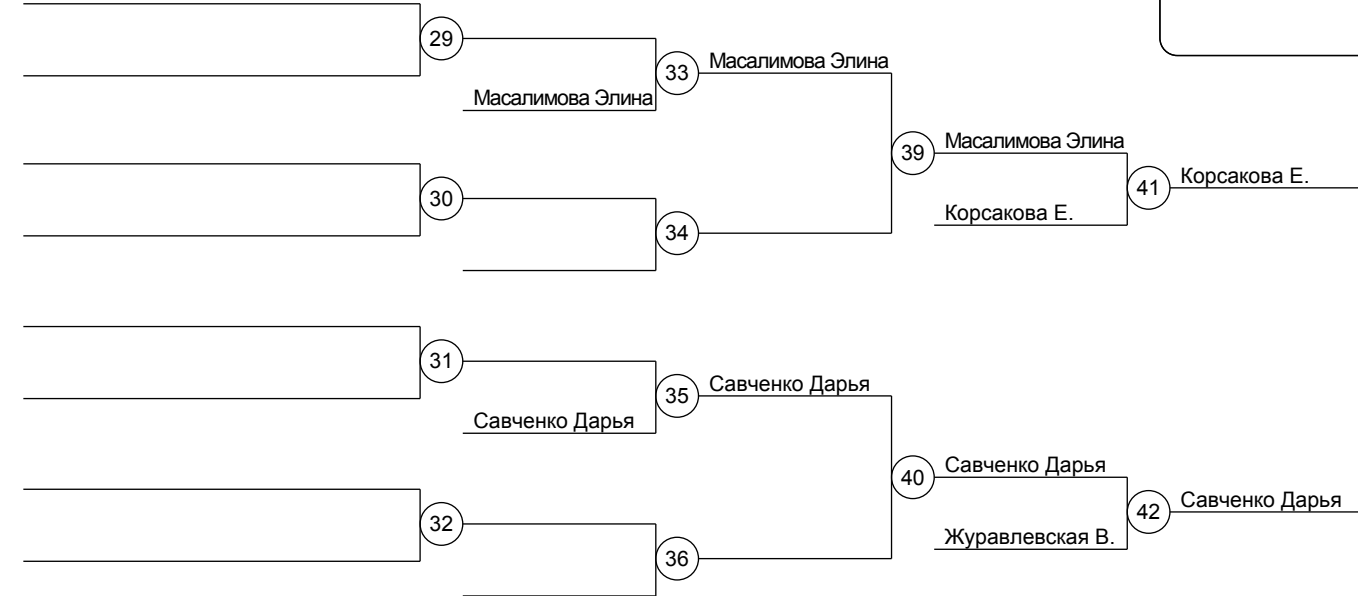 29
33
Масалимова Элина
Масалимова Элина
39
Масалимова Элина
41
Корсакова Е.
30
Корсакова Е.
34
31
35
Савченко Дарья
Савченко Дарья
40
Савченко Дарья
42
Савченко Дарья
32
Журавлевская В.
36